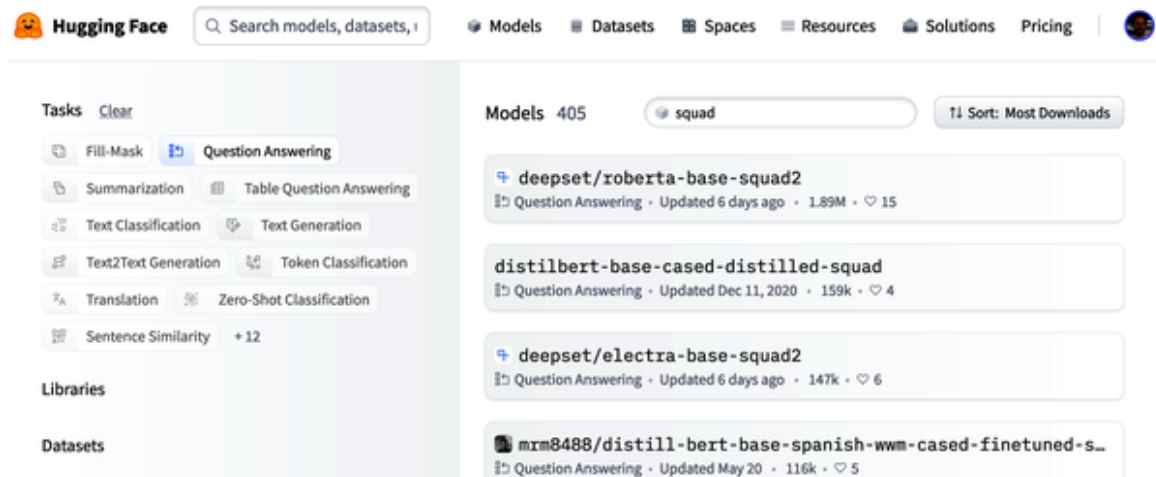 Hugging Face Search models, datasets, Models Datasets Spaces Resources Solutions Pricing
Tasks Clear
Fill-Mask Question Answering
Summarization Table Question Answering
Text Classification Text Generation
Text2Text Generation Token Classification
Translation Zero-Shot Classification
Sentence Similarity +12
Libraries
Datasets
Models 405 squad Sort: Most Downloads
deepset/roberta-base-squad2
Question Answering • Updated 6 days ago • 1.89M • ♡ 15
distilbert-base-cased-distilled-squad
Question Answering • Updated Dec 11, 2020 • 159k • ♡ 4
deepset/electra-base-squad2
Question Answering • Updated 6 days ago • 147k • ♡ 6
mrm8488/distill-bert-base-spanish-wwm-cased-finetuned-s…
Question Answering • Updated May 20 • 116k • ♡ 5